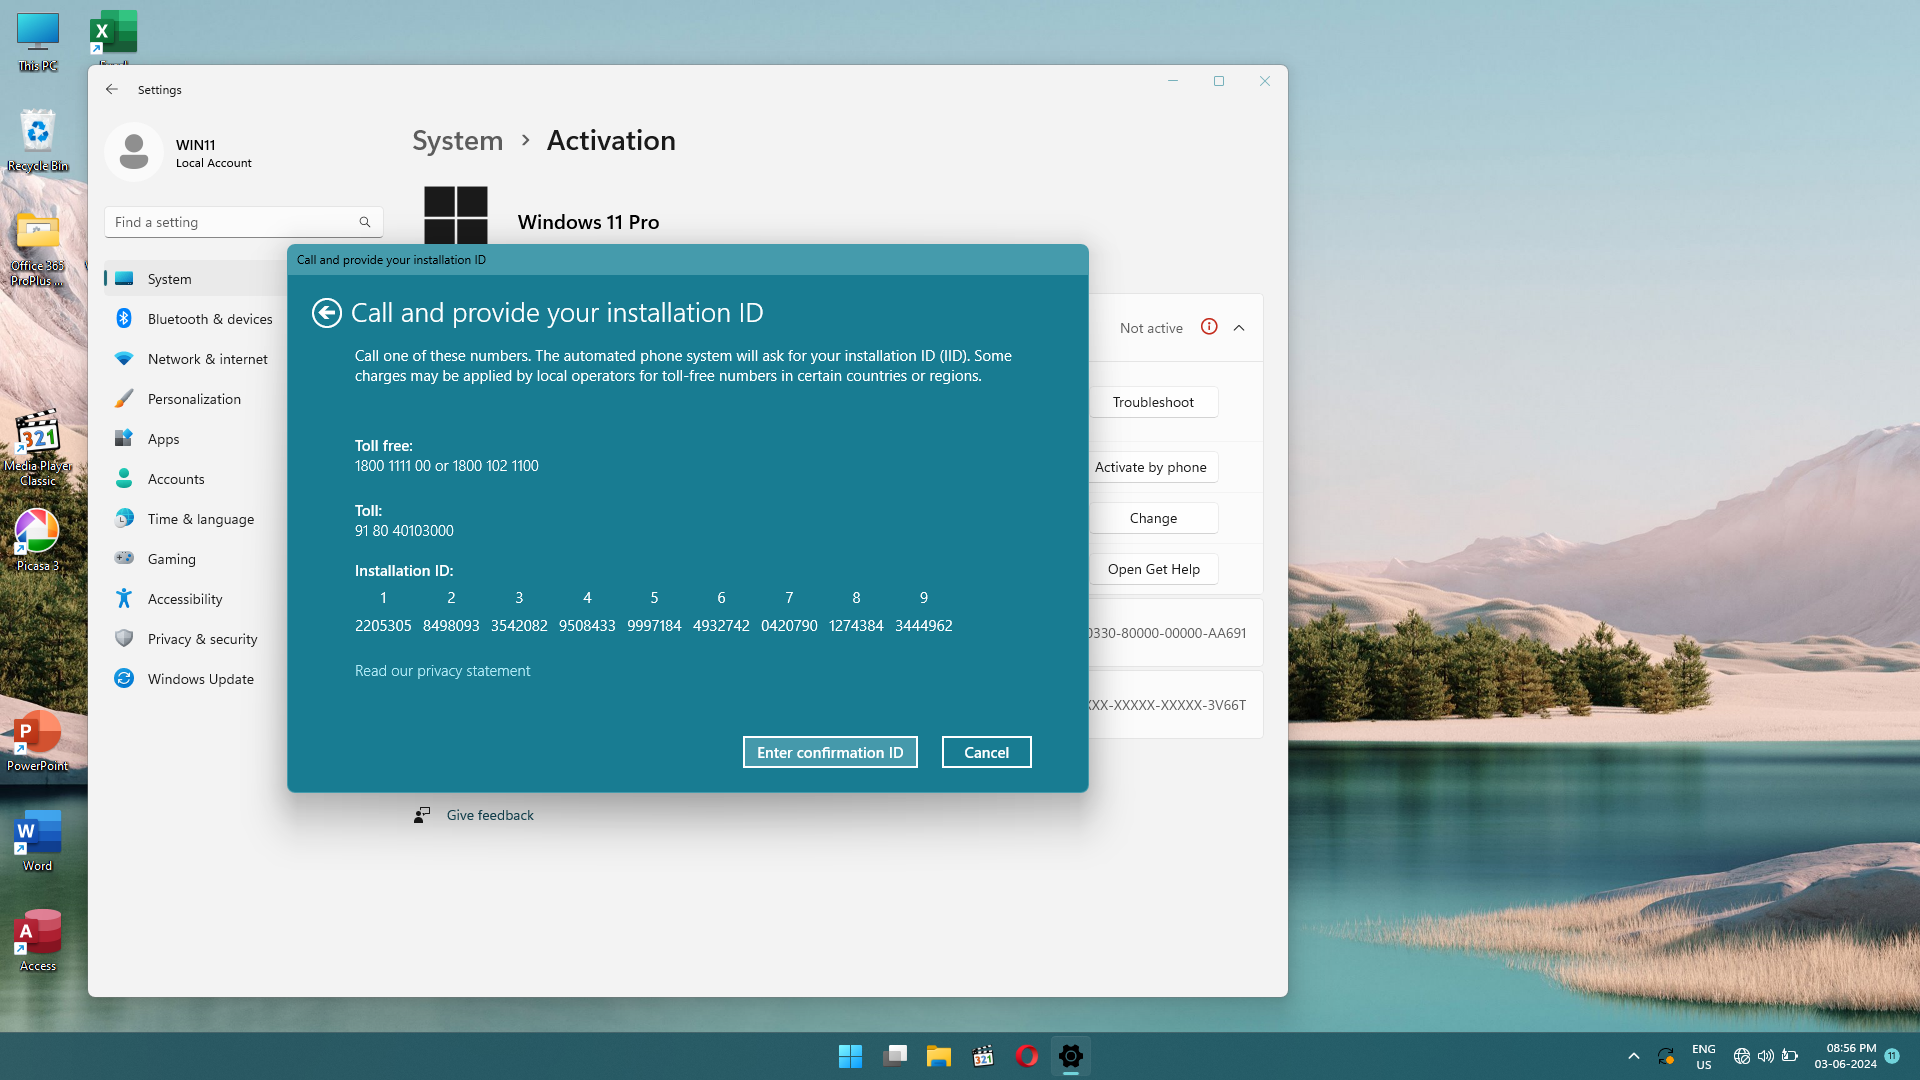 This PC
Recycle Bin
Office 365
ProPlus ...
321
Media Player
Classic
Picasa 3
P
PowerPoint
W
Word
A
Access
X
Settings
WIN11
Local Account
Find a setting
System
Bluetooth & devices
Network & internet
Personalization
Apps
Accounts
Time & language
Gaming
Accessibility
Privacy & security
Windows Update
System > Activation
Windows 11 Pro
Not active
Troubleshoot
Activate by phone
Change
Open Get Help
0330-80000-00000-AA691
XX-XXXXX-XXXXX-3V66T
Give feedback
Call and provide your installation ID
Call and provide your installation ID
Call one of these numbers. The automated phone system will ask for your installation ID (IID). Some
charges may be applied by local operators for toll-free numbers in certain countries or regions.
Toll free:
1800 1111 00 or 1800 102 1100
Toll:
91 80 40103000
Installation ID:
1 2 3 4 5 6 7 8 9
2205305 8498093 3542082 9508433 9997184 4932742 0420790 1274384 3444962
Read our privacy statement
Enter confirmation ID
Cancel
321
ENG
US
08:56 PM
03-06-2024
11